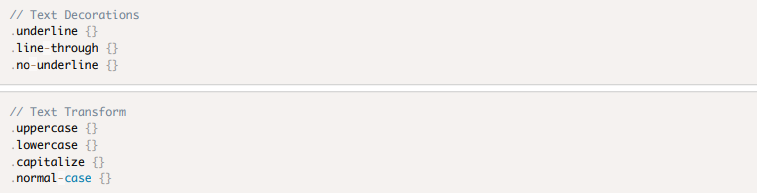 // Text Decorations
.underline {}
.line-through {}
.no-underline {}
// Text Transform
.uppercase {}
.lowercase {}
.capitalize {}
.normal-case {}